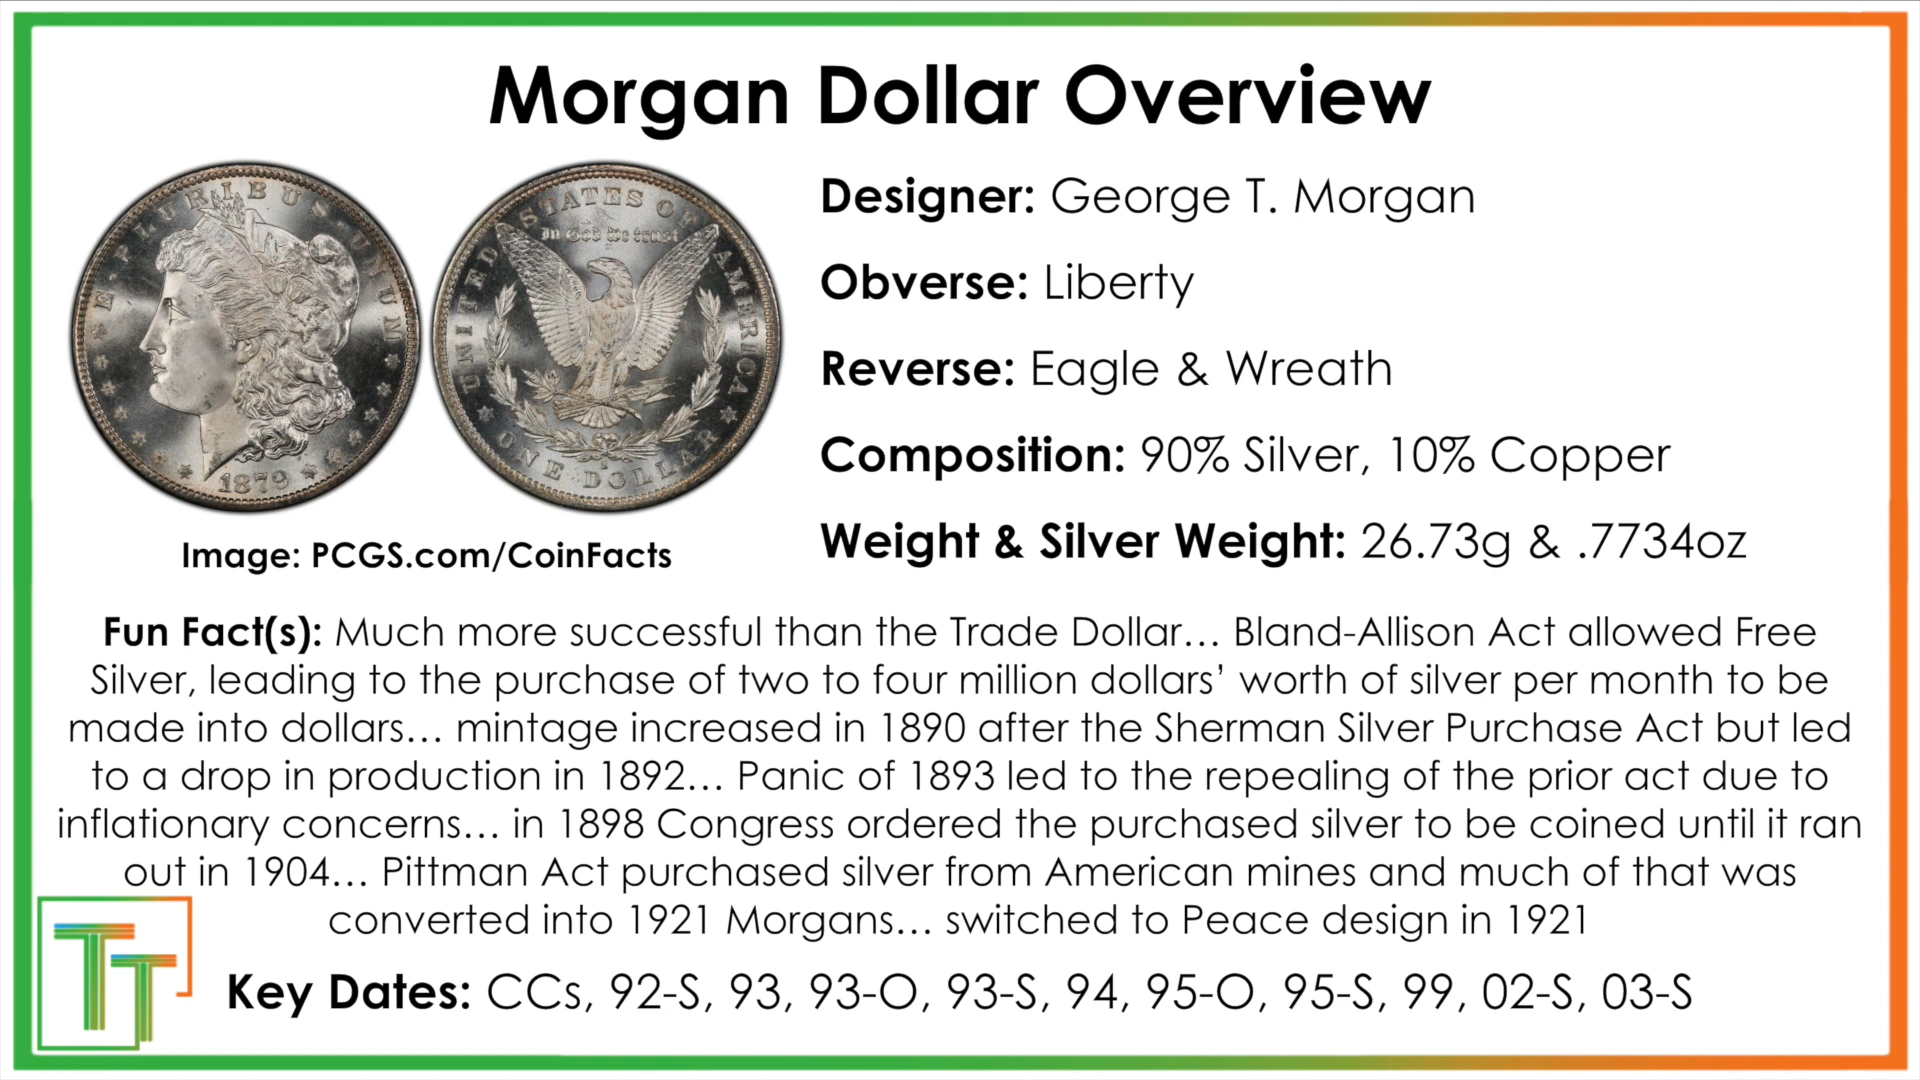 Morgan Dollar Overview
E·PLURIBUS·UNUM
1879
UNITED STATES OF AMERICA
In God We trust
S
ONE DOLLAR
Image: PCGS.com/CoinFacts
Designer: George T. Morgan
Obverse: Liberty
Reverse: Eagle & Wreath
Composition: 90% Silver, 10% Copper
Weight & Silver Weight: 26.73g & .7734oz
Fun Fact(s): Much more successful than the Trade Dollar… Bland-Allison Act allowed Free
Silver, leading to the purchase of two to four million dollars’ worth of silver per month to be
made into dollars… mintage increased in 1890 after the Sherman Silver Purchase Act but led
to a drop in production in 1892… Panic of 1893 led to the repealing of the prior act due to
inflationary concerns… in 1898 Congress ordered the purchased silver to be coined until it ran
out in 1904… Pittman Act purchased silver from American mines and much of that was
converted into 1921 Morgans… switched to Peace design in 1921
TT
Key Dates: CCs, 92-S, 93, 93-O, 93-S, 94, 95-O, 95-S, 99, 02-S, 03-S